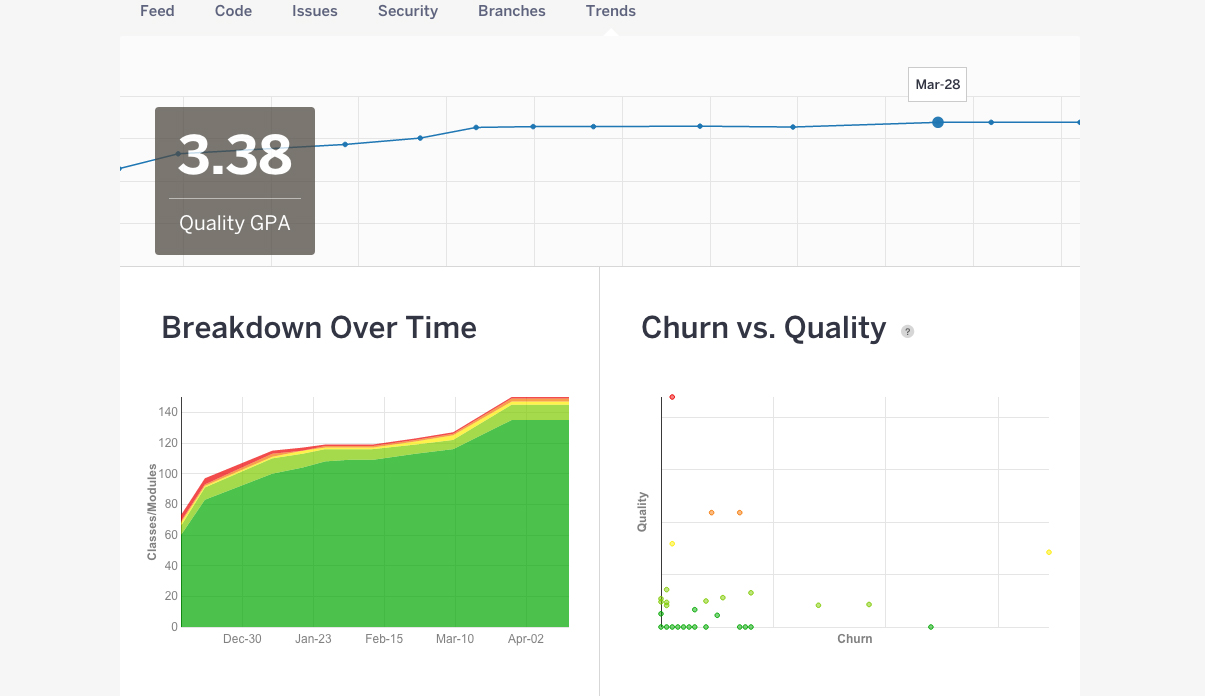 Feed Code Issues Security Branches Trends
Mar-28
3.38
Quality GPA
Breakdown Over Time
Churn vs. Quality ?
140
120
100
80
60
40
20
0
Classes/Modules
Dec-30 Jan-23 Feb-15 Mar-10 Apr-02
Quality
Churn